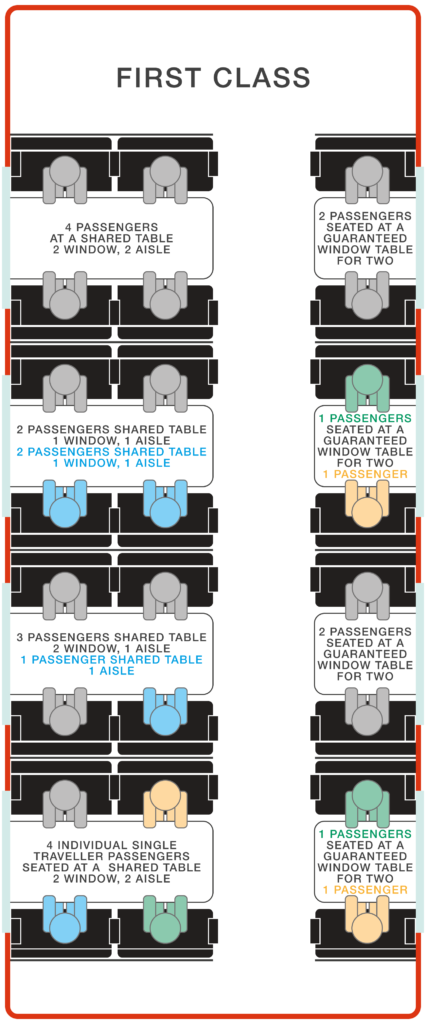 FIRST CLASS
4 PASSENGERS
AT A SHARED TABLE
2 WINDOW, 2 AISLE
2 PASSENGERS
SEATED AT A
GUARANTEED
WINDOW TABLE
FOR TWO
2 PASSENGERS SHARED TABLE
1 WINDOW, 1 AISLE
2 PASSENGERS SHARED TABLE
1 WINDOW, 1 AISLE
1 PASSENGERS
SEATED AT A
GUARANTEED
WINDOW TABLE
FOR TWO
1 PASSENGER
3 PASSENGERS SHARED TABLE
2 WINDOW, 1 AISLE
1 PASSENGER SHARED TABLE
1 AISLE
2 PASSENGERS
SEATED AT A
GUARANTEED
WINDOW TABLE
FOR TWO
4 INDIVIDUAL SINGLE
TRAVELLER PASSENGERS
SEATED AT A SHARED TABLE
2 WINDOW, 2 AISLE
1 PASSENGERS
SEATED AT A
GUARANTEED
WINDOW TABLE
FOR TWO
1 PASSENGER